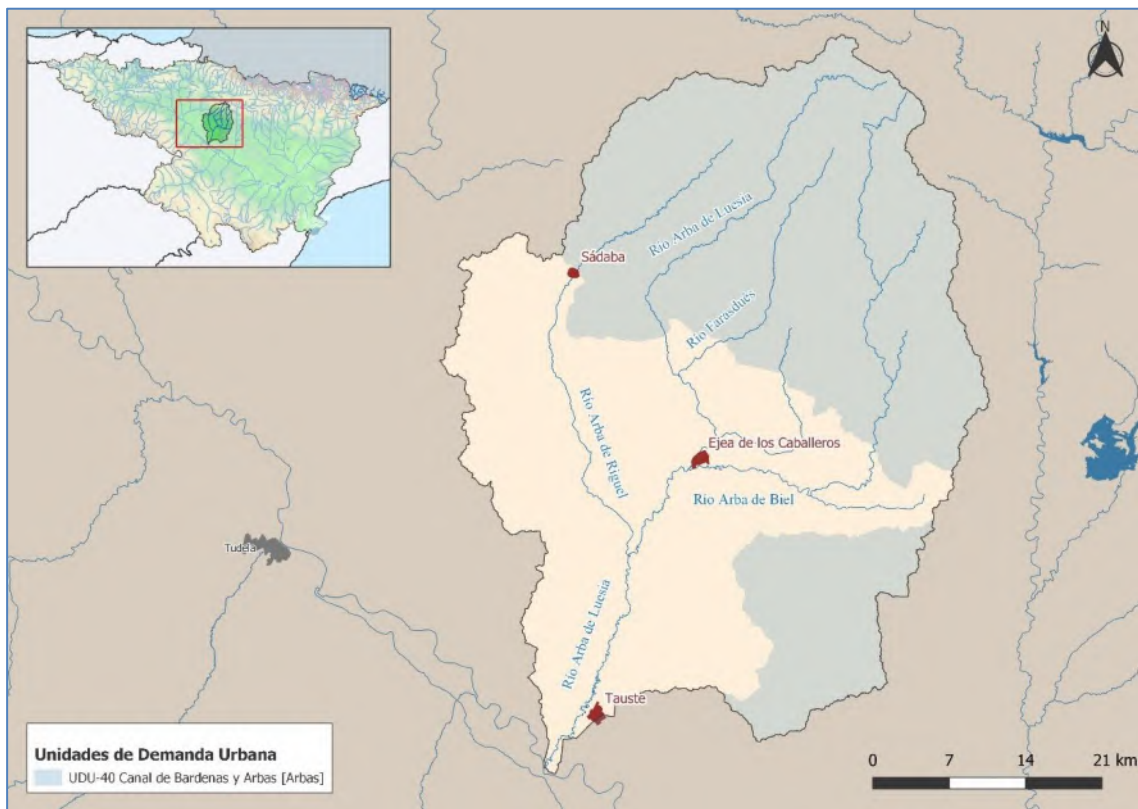 N
Sádaba
Río Arba de Luesia
Río Farasdués
Río Arba de Riguel
Ejea de los Caballeros
Río Arba de Biel
Tudela
Río Arba de Luesia
Tauste
Unidades de Demanda Urbana
UDU-40 Canal de Bardenas y Arbas [Arbas]
0 7 14 21 km